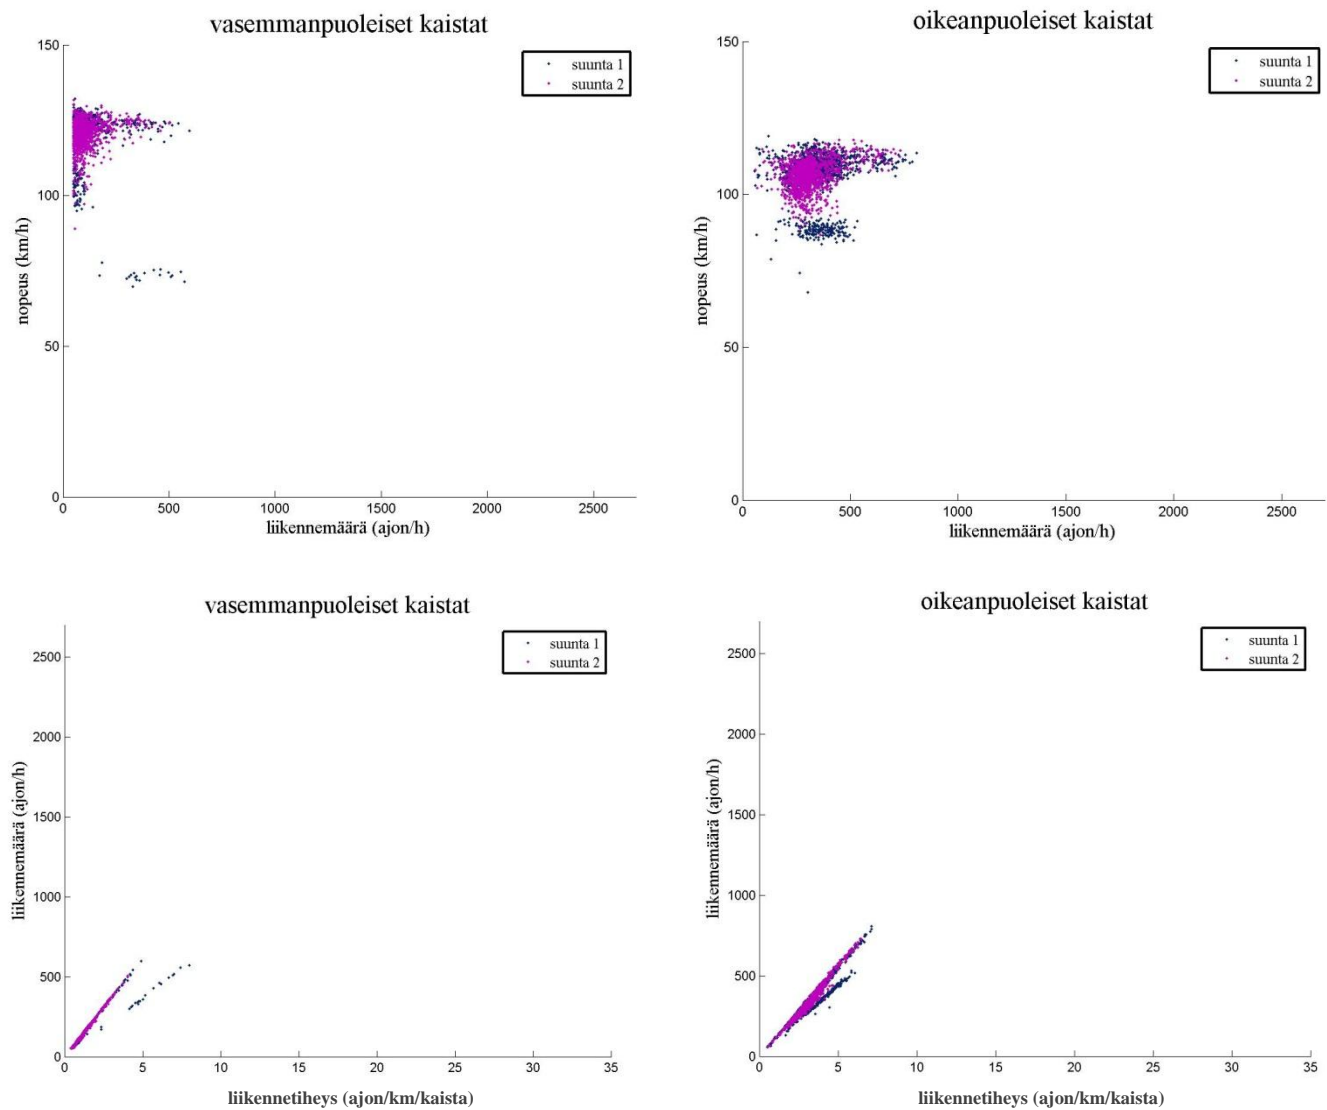 vasemmanpuoleiset kaistat
150
suunta 1
suunta 2
100
nopeus (km/h)
50
0
0 500 1000 1500 2000 2500
liikennemäärä (ajon/h)
oikeanpuoleiset kaistat
150
suunta 1
suunta 2
100
nopeus (km/h)
50
0
0 500 1000 1500 2000 2500
liikennemäärä (ajon/h)
vasemmanpuoleiset kaistat
suunta 1
suunta 2
2500
2000
1500
liikennemäärä (ajon/h)
1000
500
0
0 5 10 15 20 25 30 35
liikennetiheys (ajon/km/kaista)
oikeanpuoleiset kaistat
suunta 1
suunta 2
2500
2000
1500
liikennemäärä (ajon/h)
1000
500
0
0 5 10 15 20 25 30 35
liikennetiheys (ajon/km/kaista)